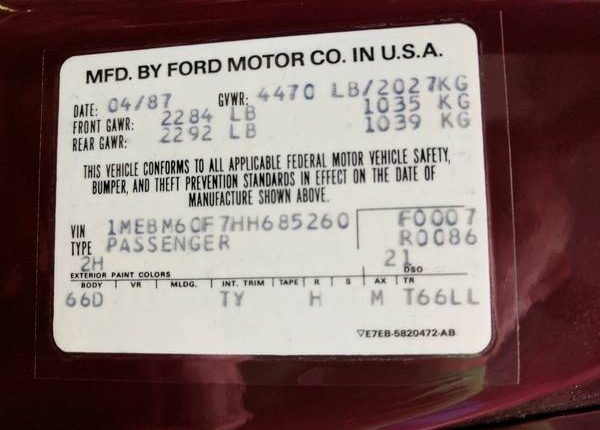 MFD. BY FORD MOTOR CO. IN U.S.A.
DATE: 04/87 GVWR: 4470 LB/2027KG
FRONT GAWR: 2284 LB 1035 KG
REAR GAWR: 2292 LB 1039 KG
THIS VEHICLE CONFORMS TO ALL APPLICABLE FEDERAL MOTOR VEHICLE SAFETY,
BUMPER, AND THEFT PREVENTION STANDARDS IN EFFECT ON THE DATE OF
MANUFACTURE SHOWN ABOVE.
VIN 1MEBM60F7HH685260 F0007
TYPE PASSENGER R0086
2H 21
EXTERIOR PAINT COLORS DSO
BODY VR MLDG. INT. TRIM TAPE R S AX TR
66D TY H M T66LL
▽E7EB-5820472-AB